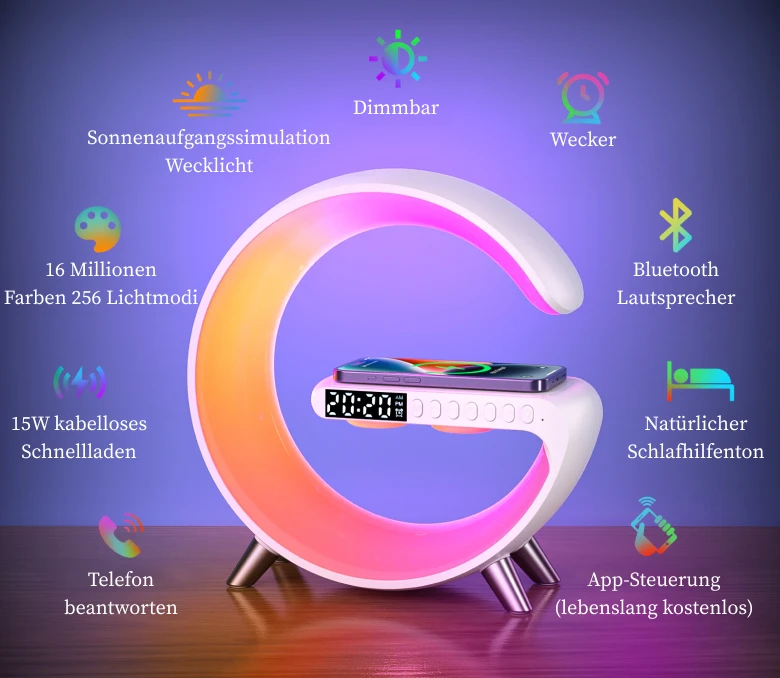 Dimmbar
Sonnenaufgangssimulation
Wecklicht
Wecker
16 Millionen
Farben 256 Lichtmodi
Bluetooth
Lautsprecher
20:20
AM
PM
15W kabelloses
Schnellladen
Natürlicher
Schlafhilfenton
Telefon
beantworten
App-Steuerung
(lebenslang kostenlos)